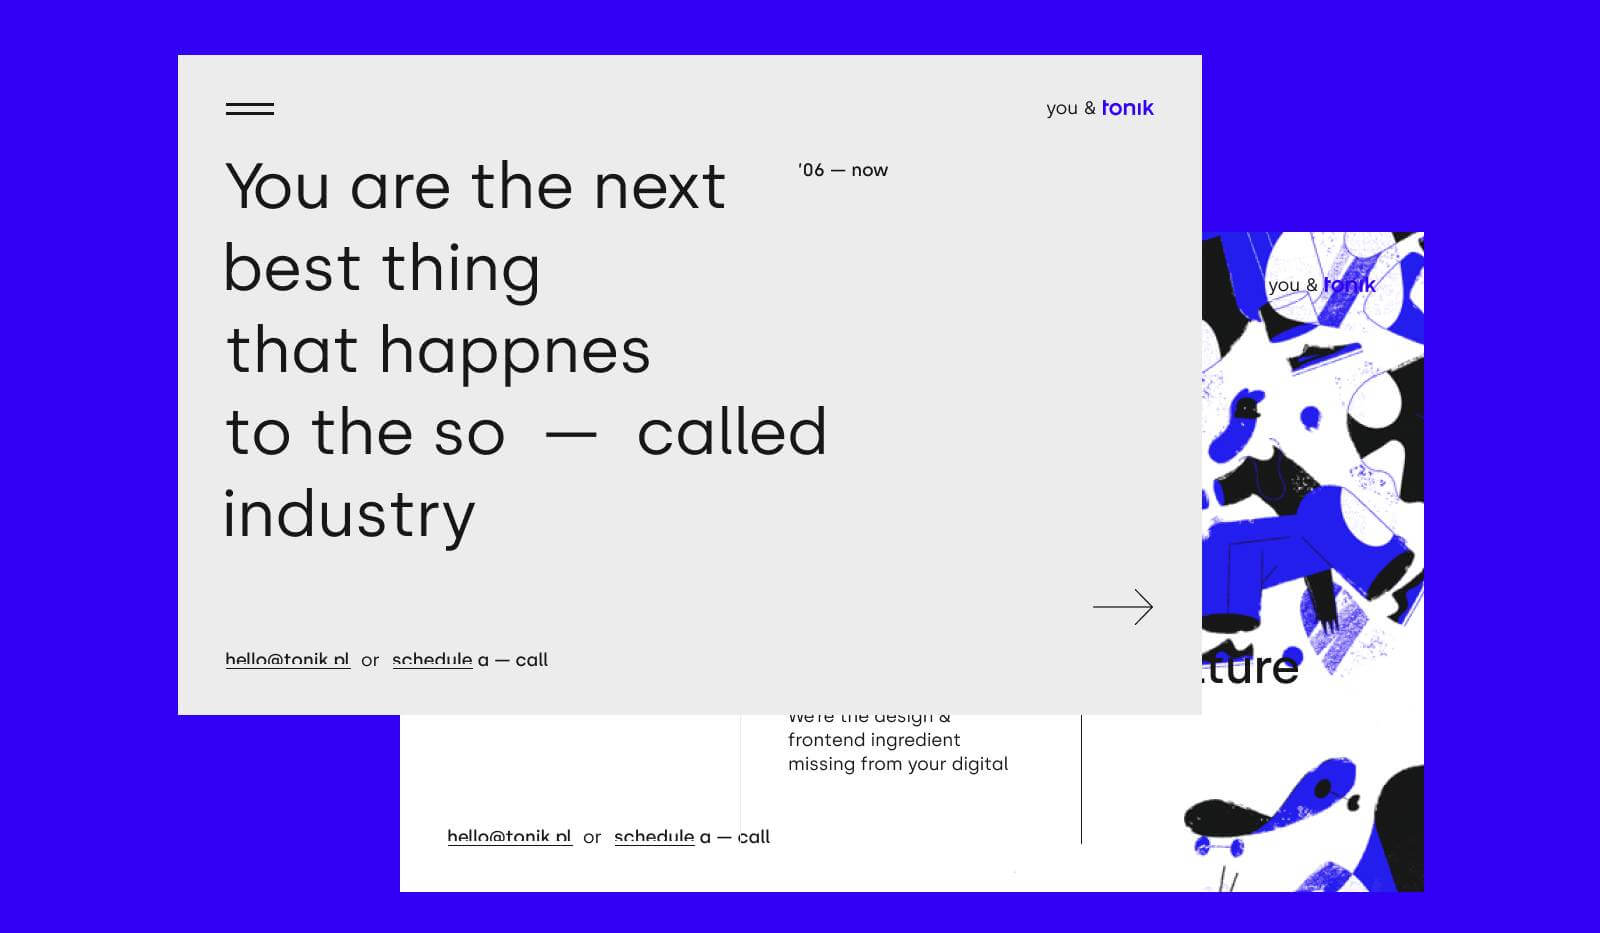 you & tonik
You are the next
'06 — now
best thing
that happnes
to the so — called
industry
hello@tonik.pl or schedule a — call
you & tonik
We're the design &
frontend ingredient
missing from your digital
hello@tonik.pl or schedule a — call